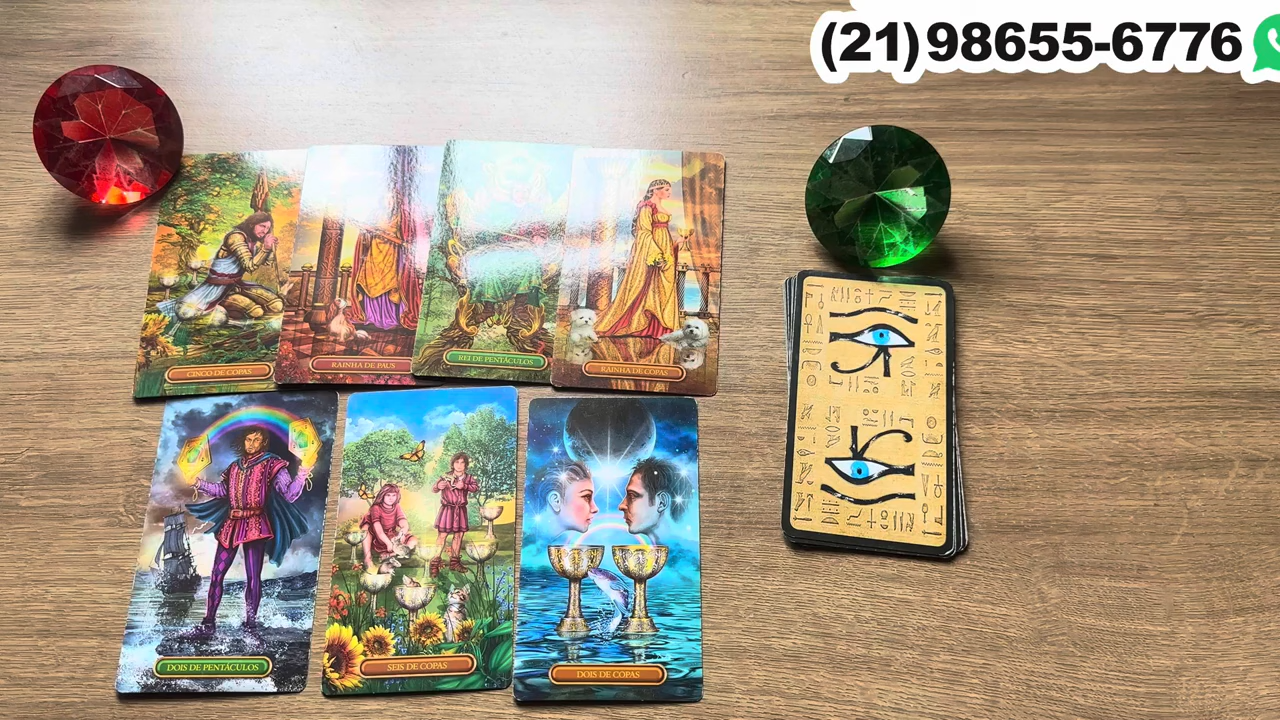 (21)98655-6776
CINCO DE COPAS
RAINHA DE PAUS
REI DE PENTÁCULOS
RAINHA DE COPAS
DOIS DE PENTÁCULOS
SEIS DE COPAS
DOIS DE COPAS